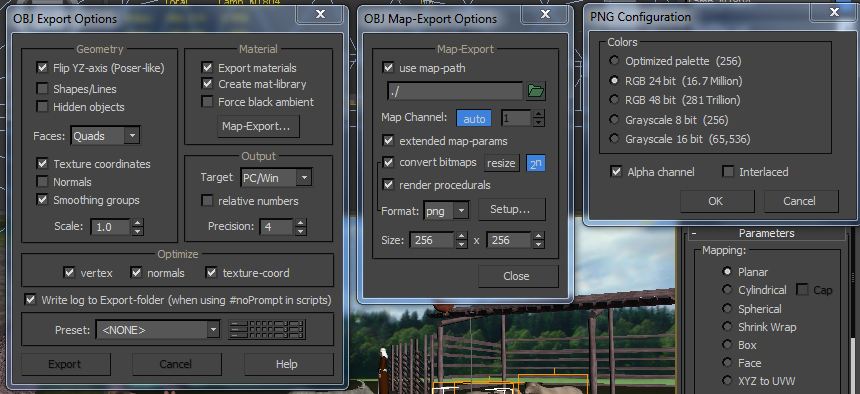 Local Lamp_N1804
OBJ Export Options
X
Geometry
Flip YZ-axis (Poser-like)
Shapes/Lines
Hidden objects
Faces: Quads
Texture coordinates
Normals
Smoothing groups
Scale: 1.0
Material
Export materials
Create mat-library
Force black ambient
Map-Export...
Output
Target PC/Win
relative numbers
Precision: 4
Optimize
vertex normals texture-coord
Write log to Export-folder (when using #noPrompt in scripts)
Preset: <NONE>
Export Cancel Help
OBJ Map-Export Options
X
Map-Export
use map-path
./
Map Channel: auto 1
extended map-params
convert bitmaps resize 2ⁿ
render procedurals
Format: png Setup...
Size: 256 x 256
Close
PNG Configuration
X
Colors
Optimized palette (256)
RGB 24 bit (16.7 Million)
RGB 48 bit (281 Trillion)
Grayscale 8 bit (256)
Grayscale 16 bit (65,536)
Alpha channel Interlaced
OK Cancel
- Parameters
Mapping:
Planar
Cylindrical Cap
Spherical
Shrink Wrap
Box
Face
XYZ to UVW